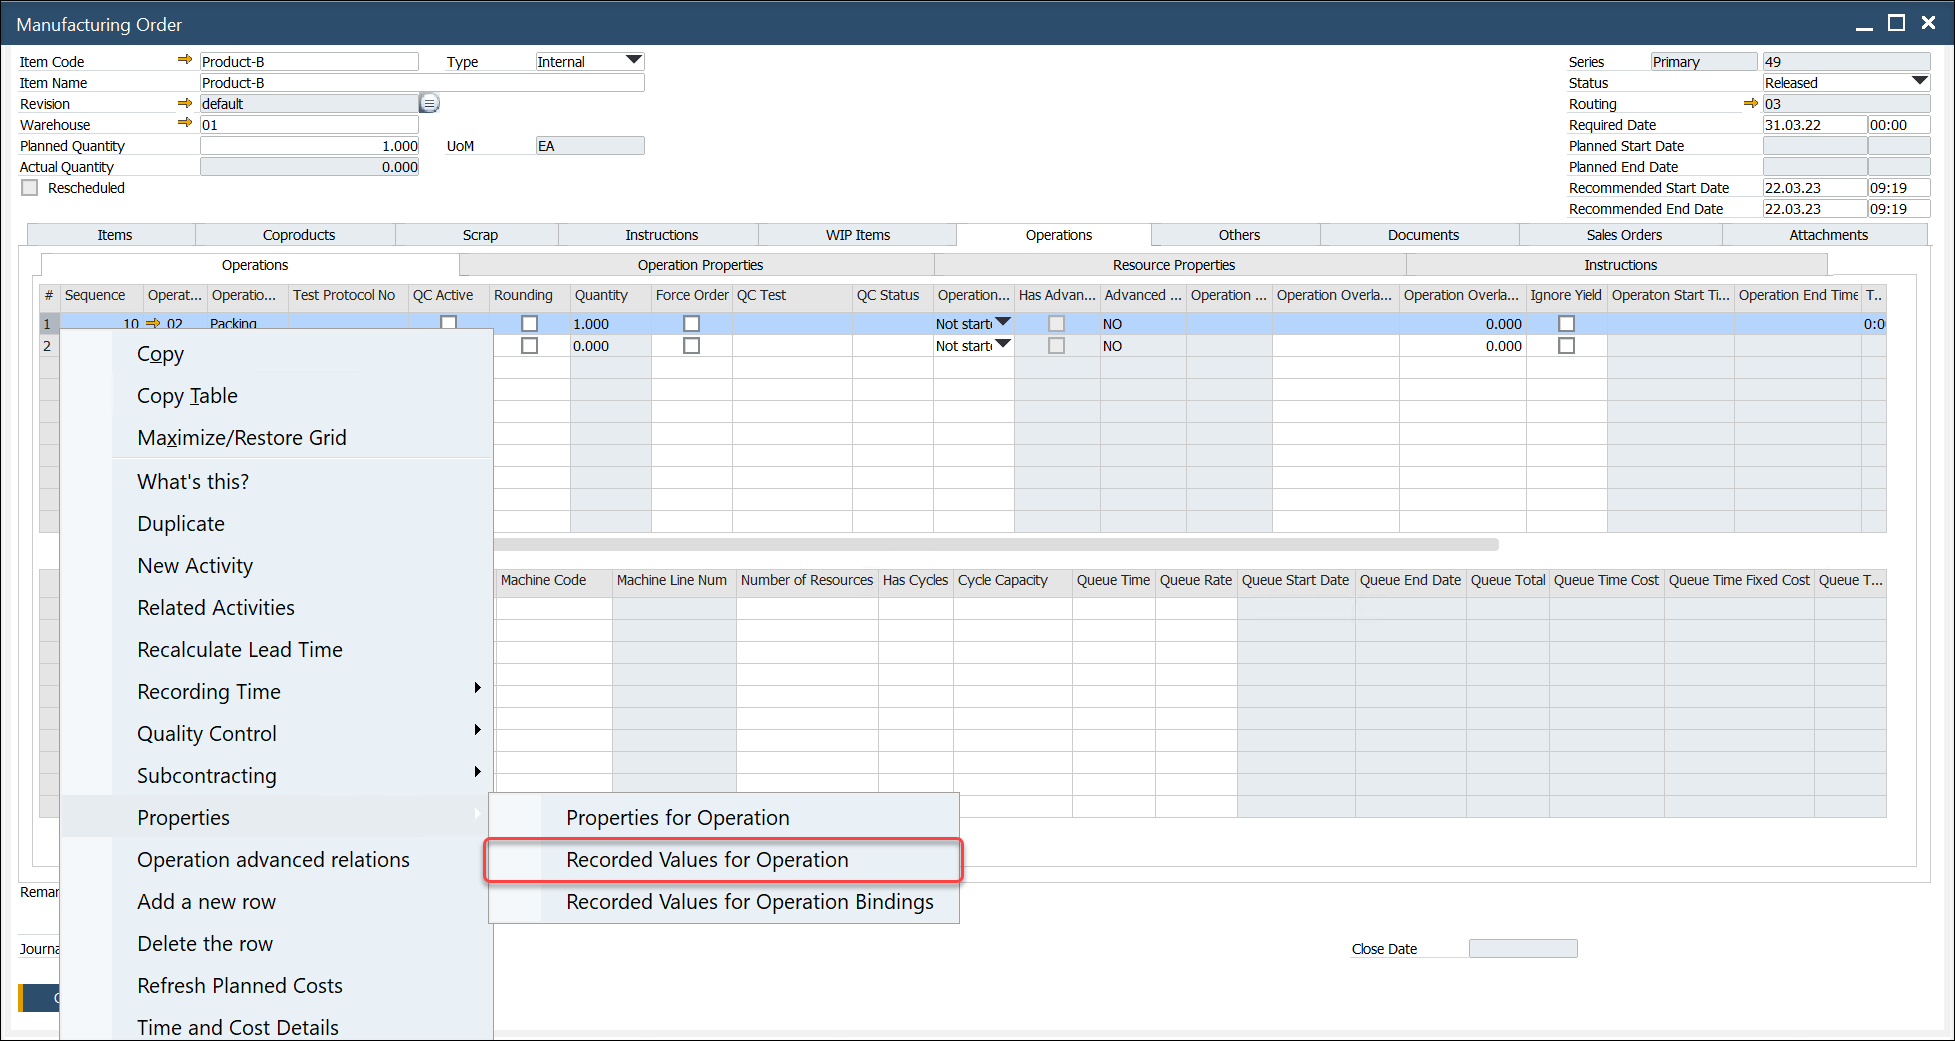 Manufacturing Order
Item Code Product-B Type Internal Series Primary 49
Item Name Product-B Status Released
Revision default Routing 03
Warehouse 01 Required Date 31.03.22 00:00
Planned Quantity 1.000 UoM EA Planned Start Date
Actual Quantity 0.000 Planned End Date
Rescheduled Recommended Start Date 22.03.23 09:19
Recommended End Date 22.03.23 09:19
Items Coproducts Scrap Instructions WIP Items Operations Others Documents Sales Orders Attachments
Operations Operation Properties Resource Properties Instructions
# Sequence Operat... Operatio... Test Protocol No QC Active Rounding Quantity Force Order QC Test QC Status Operation... Has Advan... Advanced ... Operation ... Operation Overla... Operation Overla... Ignore Yield Operaton Start Ti... Operation End Time T..
1 10 02 Packing 1.000 Not start NO 0.000 0:0
2 0.000 Not start NO 0.000
Copy
Copy Table
Maximize/Restore Grid
What's this?
Duplicate
New Activity
Machine Code Machine Line Num Number of Resources Has Cycles Cycle Capacity Queue Time Queue Rate Queue Start Date Queue End Date Queue Total Queue Time Cost Queue Time Fixed Cost Queue T...
Related Activities
Recalculate Lead Time
Recording Time
Quality Control
Subcontracting
Properties
Properties for Operation
Operation advanced relations
Recorded Values for Operation
Add a new row
Recorded Values for Operation Bindings
Remar
Delete the row
Journa Close Date
Refresh Planned Costs
Time and Cost Details